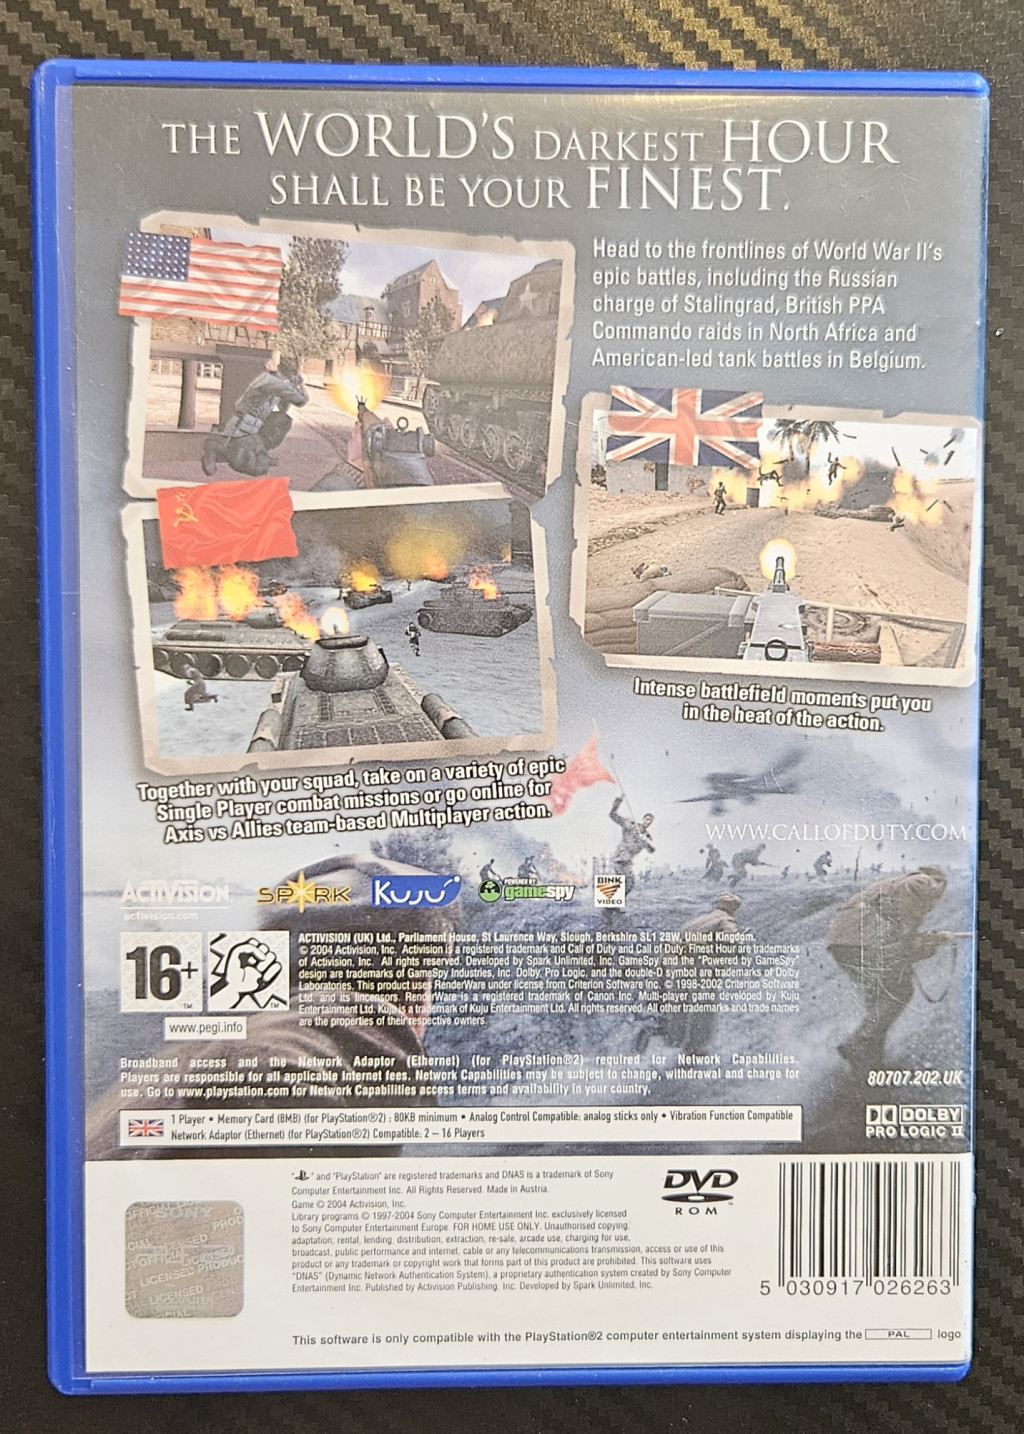 THE WORLD'S DARKEST HOUR
SHALL BE YOUR FINEST.
Head to the frontlines of World War II's
epic battles, including the Russian
charge of Stalingrad, British PPA
Commando raids in North Africa and
American-led tank battles in Belgium.
Intense battlefield moments put you
in the heat of the action.
Together with your squad, take on a variety of epic
Single Player combat missions or go online for
Axis vs Allies team-based Multiplayer action.
WWW.CALLOFDUTY.COM
ACTIVISION
activision.com
SPARK
KUJU
POWERED BY
gamespy
BINK
VIDEO
16+
TM
TM
www.pegi.info
ACTIVISION (UK) Ltd., Parliament House, St Laurence Way, Slough, Berkshire SL1 2BW, United Kingdom.
© 2004 Activision, Inc. Activision is a registered trademark and Call of Duty and Call of Duty: Finest Hour are trademarks
of Activision, Inc. All rights reserved. Developed by Spark Unlimited, Inc. GameSpy and the "Powered by GameSpy"
design are trademarks of GameSpy Industries, Inc. Dolby, Pro Logic, and the double-D symbol are trademarks of Dolby
Laboratories. This product uses RenderWare under license from Criterion Software Inc. © 1998-2002 Criterion Software
Ltd. and its lincensors. RenderWare is a registered trademark of Canon Inc. Multi-player game developed by Kuju
Entertainment Ltd. Kuju is a trademark of Kuju Entertainment Ltd. All rights reserved. All other trademarks and trade names
are the properties of their respective owners.
Broadband access and the Network Adaptor (Ethernet) (for PlayStation®2) required for Network Capabilities.
Players are responsible for all applicable Internet fees. Network Capabilities may be subject to change, withdrawal and charge for
use. Go to www.playstation.com for Network Capabilities access terms and availability in your country.
80707.202.UK
1 Player • Memory Card (8MB) (for PlayStation®2) : 80KB minimum • Analog Control Compatible: analog sticks only • Vibration Function Compatible
Network Adaptor (Ethernet) (for PlayStation®2) Compatible: 2 – 16 Players
DOLBY
PRO LOGIC II
" " and "PlayStation" are registered trademarks and DNAS is a trademark of Sony
Computer Entertainment Inc. All Rights Reserved. Made in Austria.
Game © 2004 Activision, Inc.
Library programs © 1997-2004 Sony Computer Entertainment Inc. exclusively licensed
to Sony Computer Entertainment Europe. FOR HOME USE ONLY. Unauthorised copying,
adaptation, rental, lending, distribution, extraction, re-sale, arcade use, charging for use,
broadcast, public performance and internet, cable or any telecommunications transmission, access or use of this
product or any trademark or copyright work that forms part of this product are prohibited. This software uses
"DNAS" (Dynamic Network Authentication System), a proprietary authentication system created by Sony Computer
Entertainment Inc. Published by Activision Publishing, Inc. Developed by Spark Unlimited, Inc.
DVD
ROM
SONY
LICENSED PRODUC
LICENSED
5 030917 026263
This software is only compatible with the PlayStation®2 computer entertainment system displaying the PAL logo